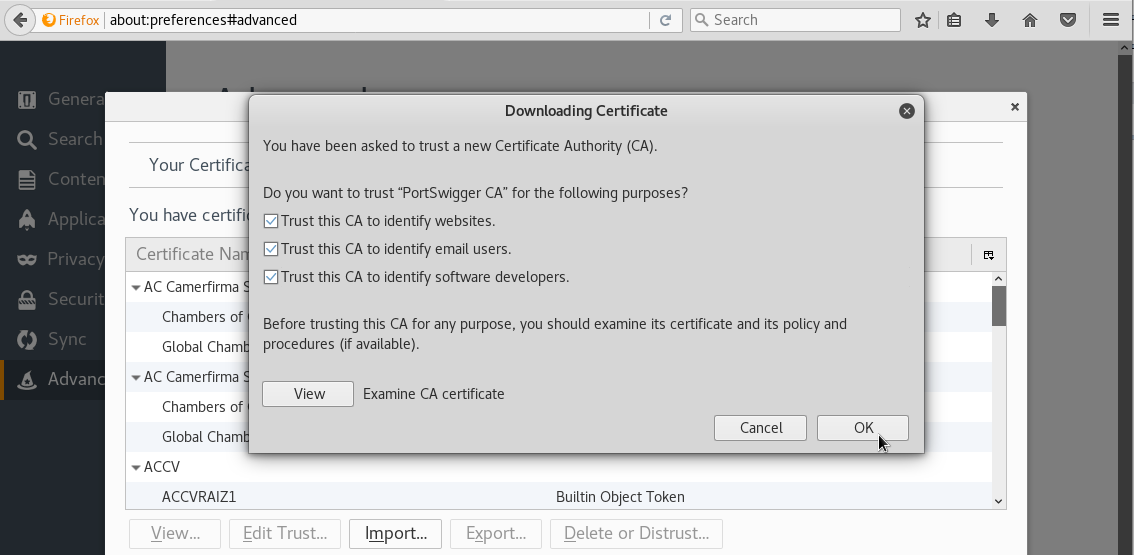 Firefox
about:preferences#advanced
Search
Genera
Search
Conten
Applica
Privacy
Securit
Sync
Advanc
Downloading Certificate
You have been asked to trust a new Certificate Authority (CA).
Do you want to trust “PortSwigger CA” for the following purposes?
Trust this CA to identify websites.
Trust this CA to identify email users.
Trust this CA to identify software developers.
Before trusting this CA for any purpose, you should examine its certificate and its policy and
procedures (if available).
View
Examine CA certificate
Cancel
OK
Your Certifica
You have certific
Certificate Nam
AC Camerfirma S
Chambers of
Global Chamb
AC Camerfirma S
Chambers of
Global Chamb
ACCV
ACCVRAIZ1
Builtin Object Token
View...
Edit Trust...
Import...
Export...
Delete or Distrust...